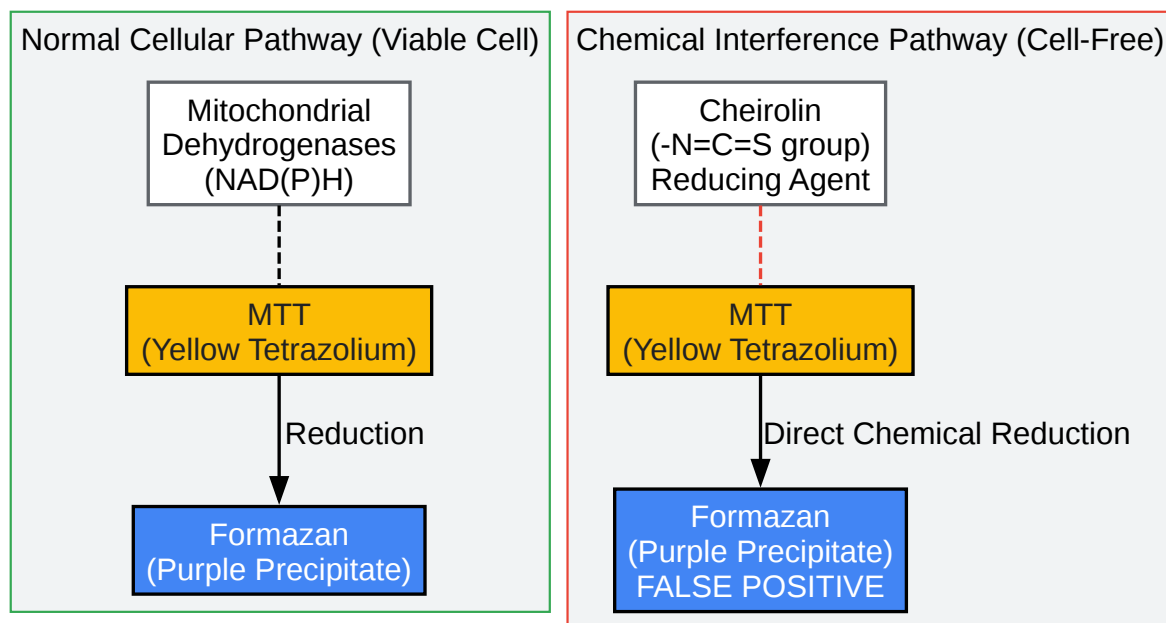 Normal Cellular Pathway (Viable Cell)
Mitochondrial
Dehydrogenases
(NAD(P)H)
MTT
(Yellow Tetrazolium)
Reduction
Formazan
(Purple Precipitate)
Chemical Interference Pathway (Cell-Free)
Cheirolin
(-N=C=S group)
Reducing Agent
MTT
(Yellow Tetrazolium)
Direct Chemical Reduction
Formazan
(Purple Precipitate)
FALSE POSITIVE